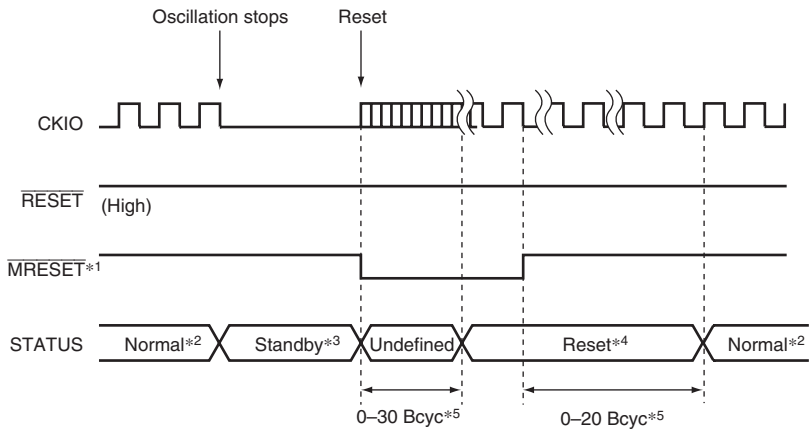 Oscillation stops Reset
CKIO
RESET (High)
MRESET*1
STATUS Normal*2 Standby*3 Undefined Reset*4 Normal*2
0–30 Bcyc*5 0–20 Bcyc*5